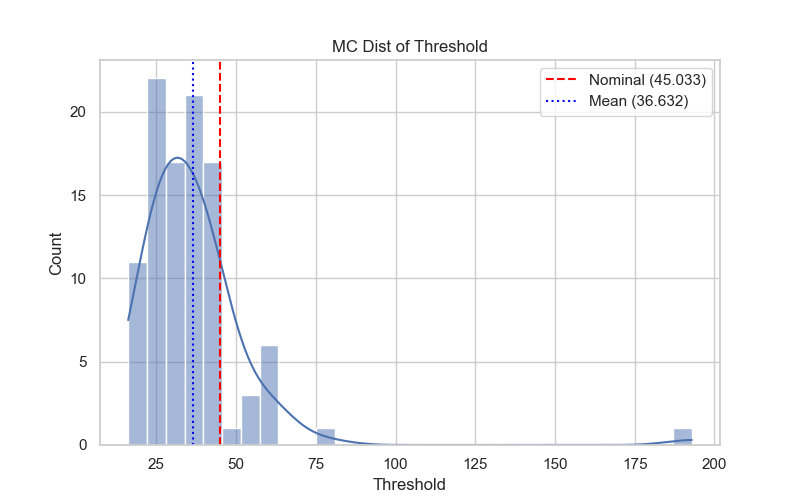 MC Dist of Threshold
Nominal (45.033)
Mean (36.632)
20
15
10
5
0
Count
25 50 75 100 125 150 175 200
Threshold